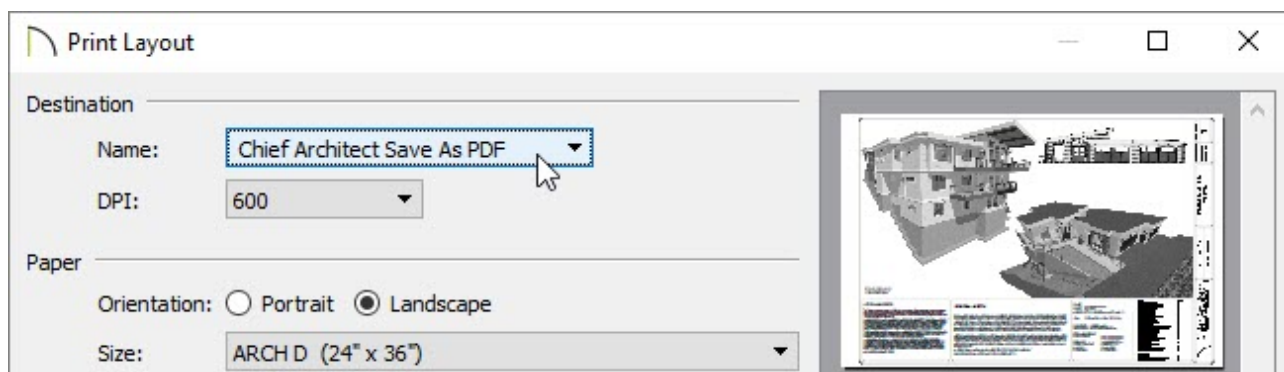 Print Layout
Destination
Name: Chief Architect Save As PDF
DPI: 600
Paper
Orientation: Portrait Landscape
Size: ARCH D (24" x 36")